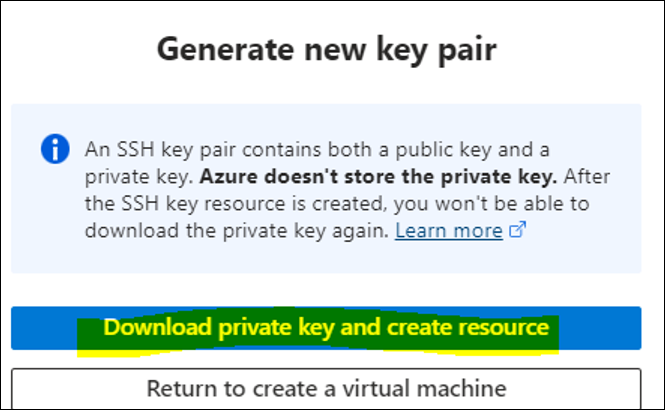 Generate new key pair
An SSH key pair contains both a public key and a
private key. Azure doesn't store the private key. After
the SSH key resource is created, you won't be able to
download the private key again. Learn more
Download private key and create resource
Return to create a virtual machine